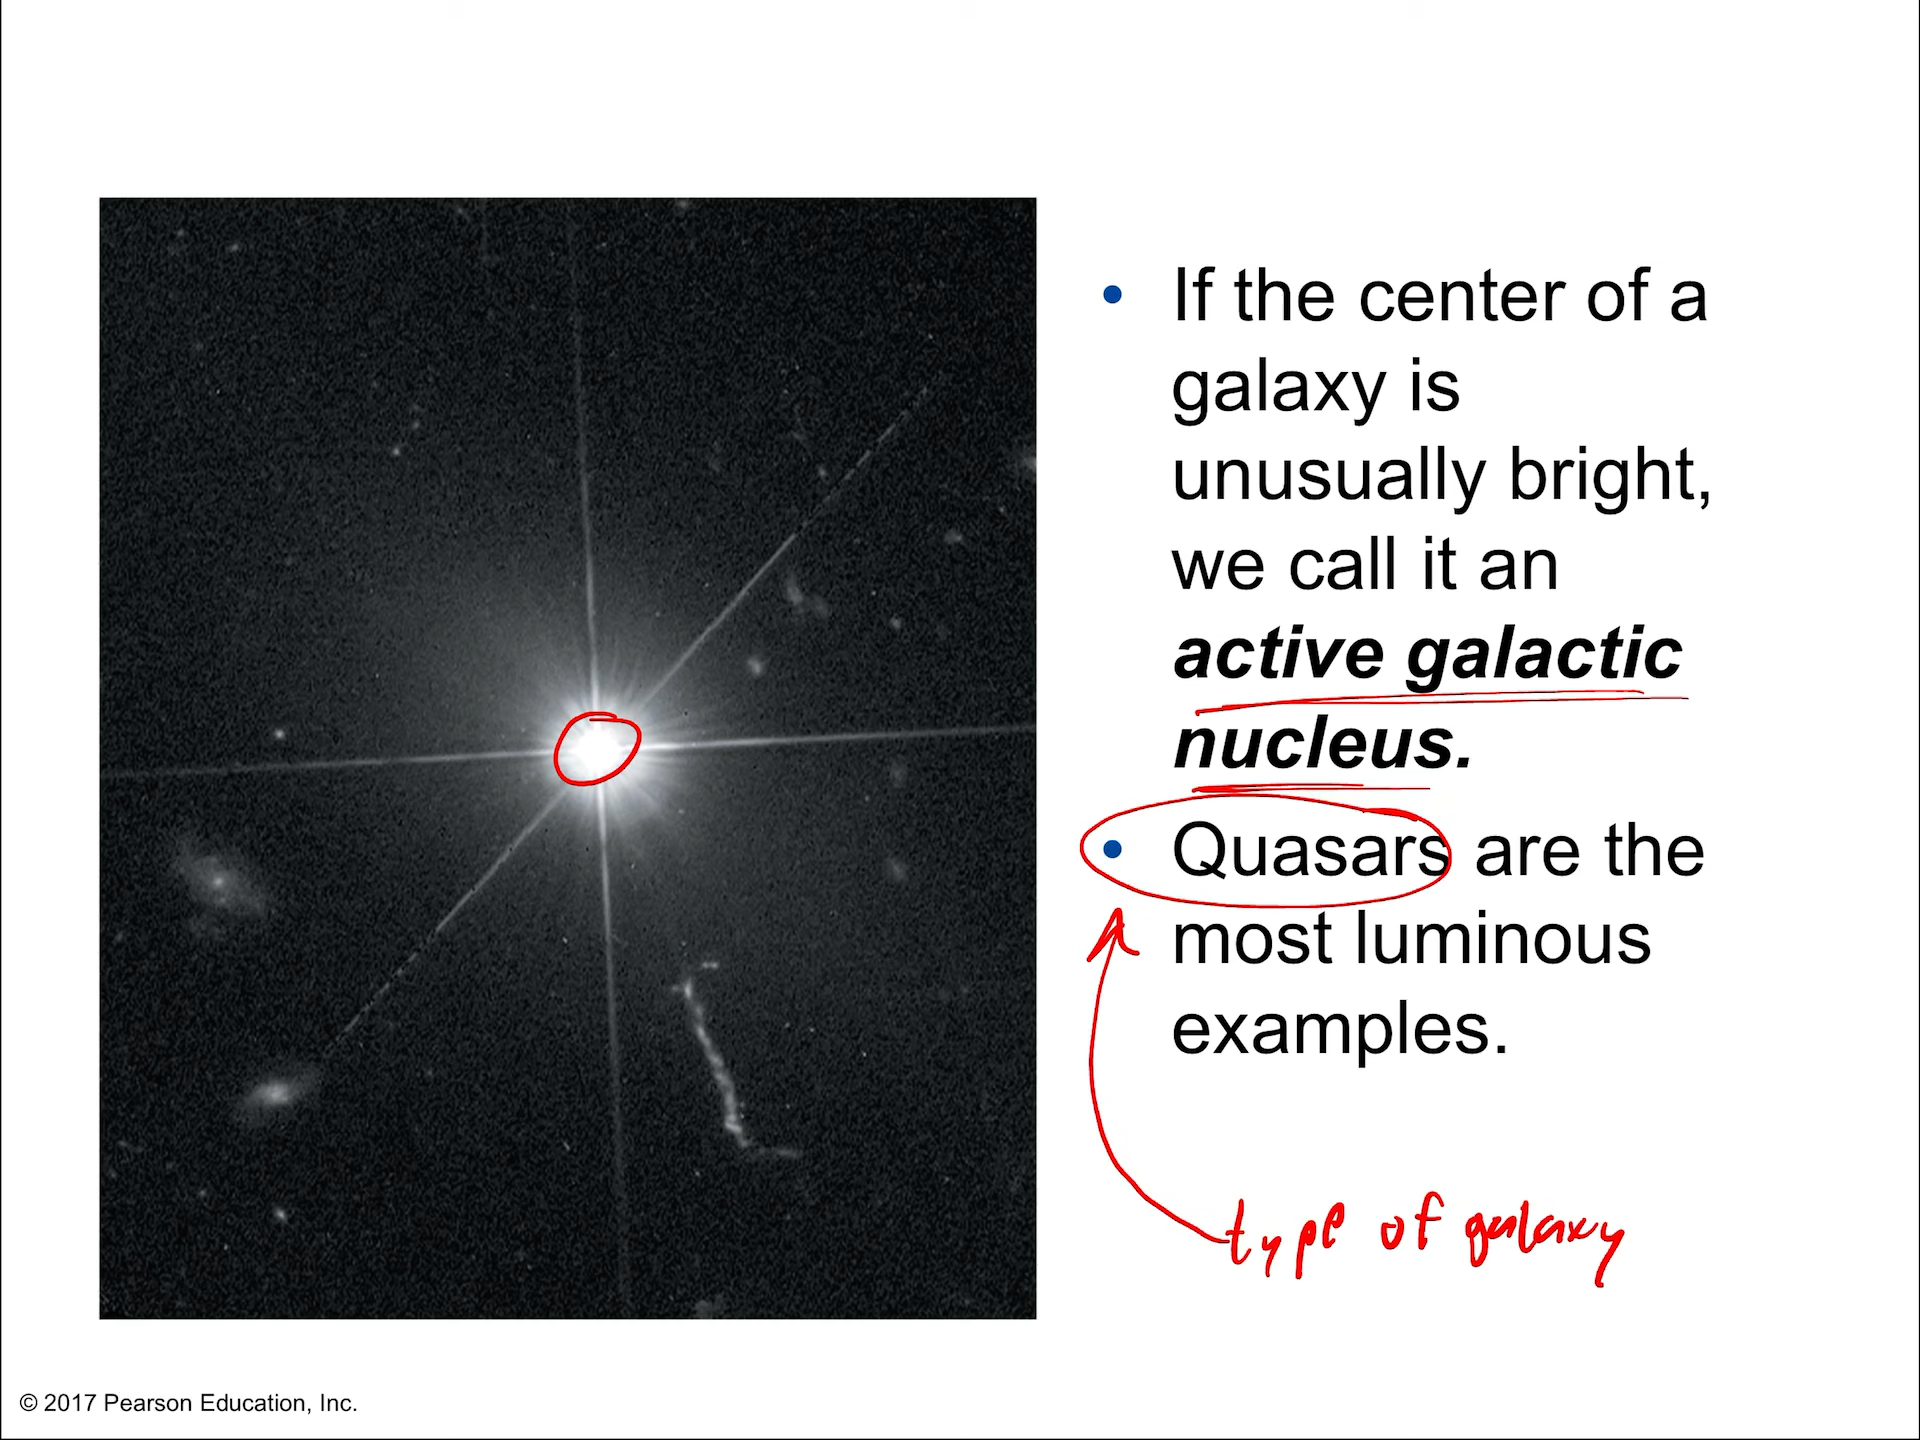 • If the center of a
galaxy is
unusually bright,
we call it an
active galactic
nucleus.
• Quasars are the
most luminous
examples.
type of galaxy
© 2017 Pearson Education, Inc.